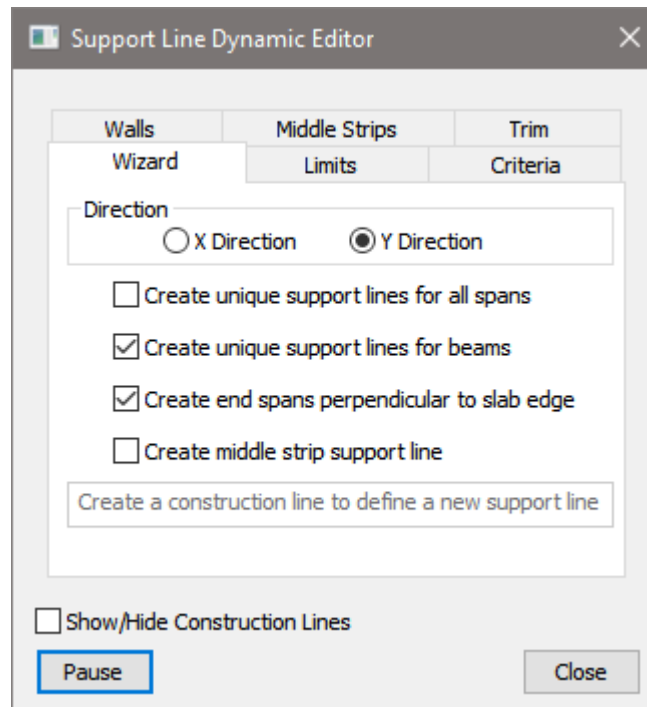 Support Line Dynamic Editor
Walls Middle Strips Trim
Wizard Limits Criteria
Direction
X Direction Y Direction
Create unique support lines for all spans
Create unique support lines for beams
Create end spans perpendicular to slab edge
Create middle strip support line
Create a construction line to define a new support line
Show/Hide Construction Lines
Pause Close